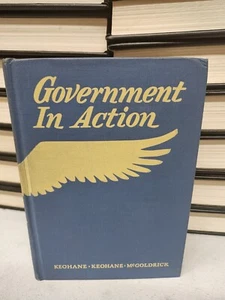 Government
In Action
KEOHANE • KEOHANE • McGOLDRICK